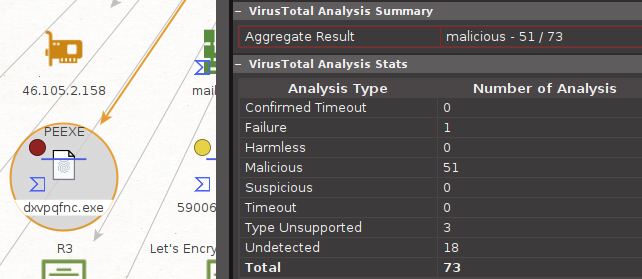 46.105.2.158
mail
PEEXE
dxvpqfnc.exe
59006
R3
Let's Encry
− VirusTotal Analysis Summary
Aggregate Result malicious - 51 / 73
− VirusTotal Analysis Stats
Analysis Type Number of Analysis
Confirmed Timeout 0
Failure 1
Harmless 0
Malicious 51
Suspicious 0
Timeout 0
Type Unsupported 3
Undetected 18
Total 73